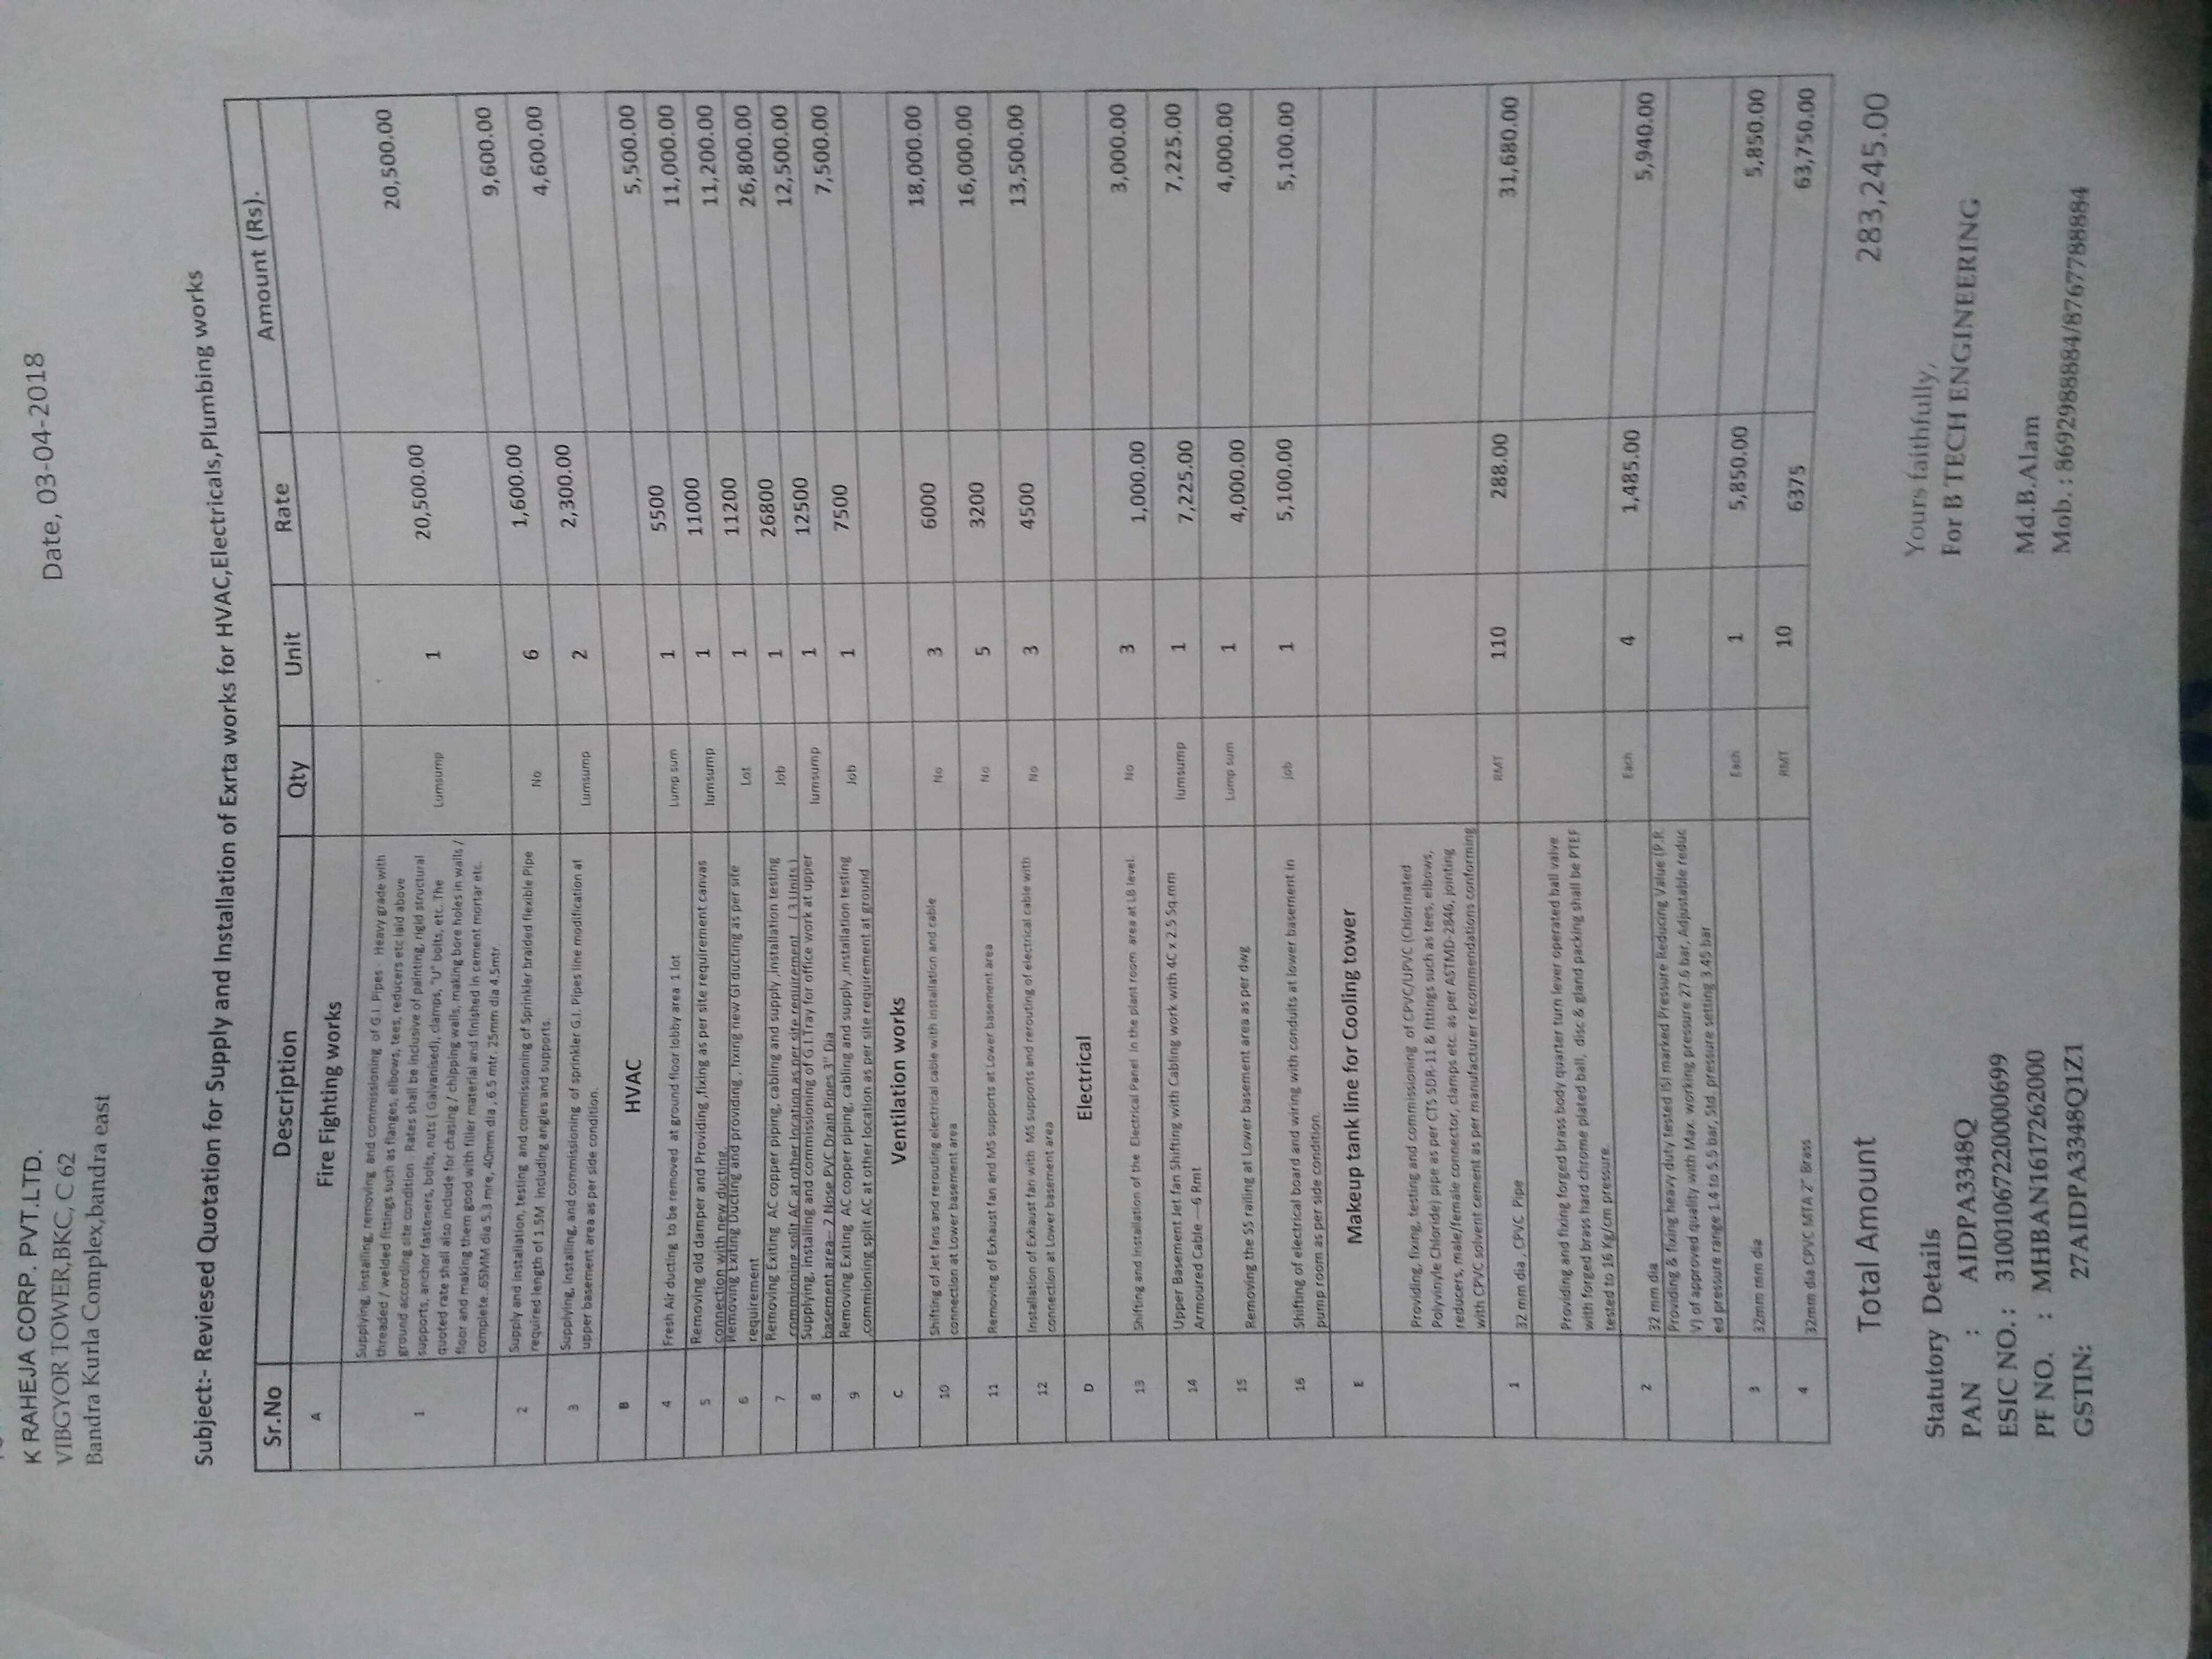 K RAHEJA CORP. PVT.LTD.
VIBGYOR TOWER,BKC, C 62
Bandra Kurla Complex,bandra east
Date, 03-04-2018
Subject:- Reviesed Quotation for Supply and Installation of Exrta works for HVAC,Electricals,Plumbing works
Sr.No Description Qty Unit Rate Amount (Rs).
A Fire Fighting works
Supplying, installing, removing and commissioning of G.I. Pipes - Heavy grade with
threaded / welded fittings such as flanges, elbows, tees, reducers etc laid above
ground according site condition . Rates shall be inclusive of painting, rigid structural
supports, anchor fasteners, bolts, nuts ( Galvanised), clamps, "U" bolts, etc. The
quoted rate shall also include for chasing / chipping walls, making bore holes in walls /
floor and making them good with filler material and finished in cement mortar etc.
complete..65MM dia 5.3 mre, 40mm dia , 6.5 mtr. 25mm dia 4.5mtr.
1 Lumsump 1 20,500.00 20,500.00
Supply and installation, testing and commissioning of Sprinkler braided flexible Pipe
required length of 1.5M including angles and supports.
2 No 6 1,600.00 9,600.00
Supplying, installing, and commissioning of sprinkler G.I. Pipes line modification at
upper basement area as per side condition.
3 Lumsump 2 2,300.00 4,600.00
B HVAC
4 Fresh Air ducting to be removed at ground floor lobby area 1 lot Lump sum 1 5500 5,500.00
Removing old damper and Providing ,fixing as per site requirement canvas
connection with new ducting.
5 lumsump 1 11000 11,000.00
Removing Exiting Ducting and providing , fixing new GI ducting as per site
requirement
6 Lot 1 11200 11,200.00
Removing Exiting AC copper piping, cabling and supply ,installation testing
,commioning split AC at other location as per site requirement ( 3 Units )
7 Job 1 26800 26,800.00
Supplying, installing and commissioning of G.I.Tray for office work at upper
basement area-- 2 Nose PVC Drain Pipes 3" Dia
8 lumsump 1 12500 12,500.00
Removing Exiting AC copper piping, cabling and supply ,installation testing
,commioning split AC at other location as per site requirement at ground
9 Job 1 7500 7,500.00
C Ventilation works
Shifting of Jet fans and rerouting electrical cable with installation and cable
connection at Lower basement area
10 No 3 6000 18,000.00
11 Removing of Exhaust fan and MS supports at Lower basement area No 5 3200 16,000.00
Installation of Exhaust fan with MS supports and rerouting of electrical cable with
connection at Lower basement area
12 No 3 4500 13,500.00
D Electrical
13 Shifting and installation of the Electrical Panel in the plant room area at LB level. No 3 1,000.00 3,000.00
Upper Basement Jet fan Shifting with Cabling work with 4C x 2.5 Sq.mm
Armoured Cable ---6 Rmt
14 lumsump 1 7,225.00 7,225.00
15 Removing the SS railing at Lower basement area as per dwg Lump sum 1 4,000.00 4,000.00
Shifting of electrical board and wiring with conduits at lower basement in
pump room as per side condition.
16 job 1 5,100.00 5,100.00
E Makeup tank line for Cooling tower
Providing, fixing, testing and commissioning of CPVC/UPVC (Chlorinated
Polyvinyle Chloride) pipe as per CTS SDR-11 & fittings such as tees, elbows,
reducers, male/female connector, clamps etc. as per ASTMD-2846, jointing
with CPVC solvent cement as per manufacturer recommendations conforming
1 32 mm dia , CPVC Pipe RMT 110 288.00 31,680.00
Providing and fixing forged brass body quarter turn lever operated ball valve
with forged brass hard chrome plated ball, disc & gland packing shall be PTEF
tested to 16 Kg/cm pressure.
2 32 mm dia Each 4 1,485.00 5,940.00
Providing & fixing heavy duty tested ISI marked Pressure Reducing Value (P.R.
V) of approved quality with Max. working pressure 27.6 bar, Adjustable reduc
ed pressure range 1.4 to 5.5 bar, Std. pressure setting 3.45 bar
3 32mm mm dia Each 1 5,850.00 5,850.00
4 32mm dia CPVC MTA 2" Brass RMT 10 6375 63,750.00
Total Amount 283,245.00
Statutory Details
PAN : AIDPA3348Q
ESIC NO. : 31001067220000699
PF NO. : MHBAN1617262000
GSTIN: 27AIDPA3348Q1Z1
Yours faithfully,
For B TECH ENGINEERING
Md.B.Alam
Mob. : 8692988884/8767788884